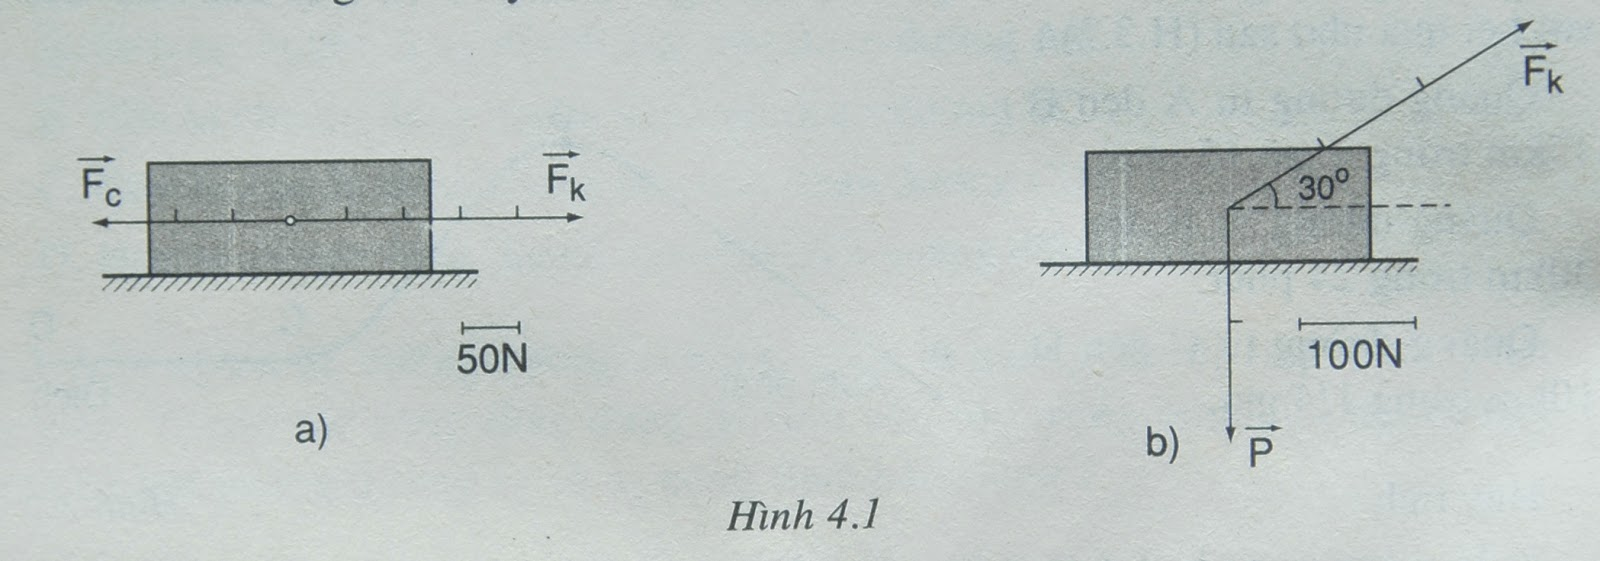 F⃗c
F⃗k
50N
a)
F⃗k
30°
100N
b)
P⃗
Hình 4.1